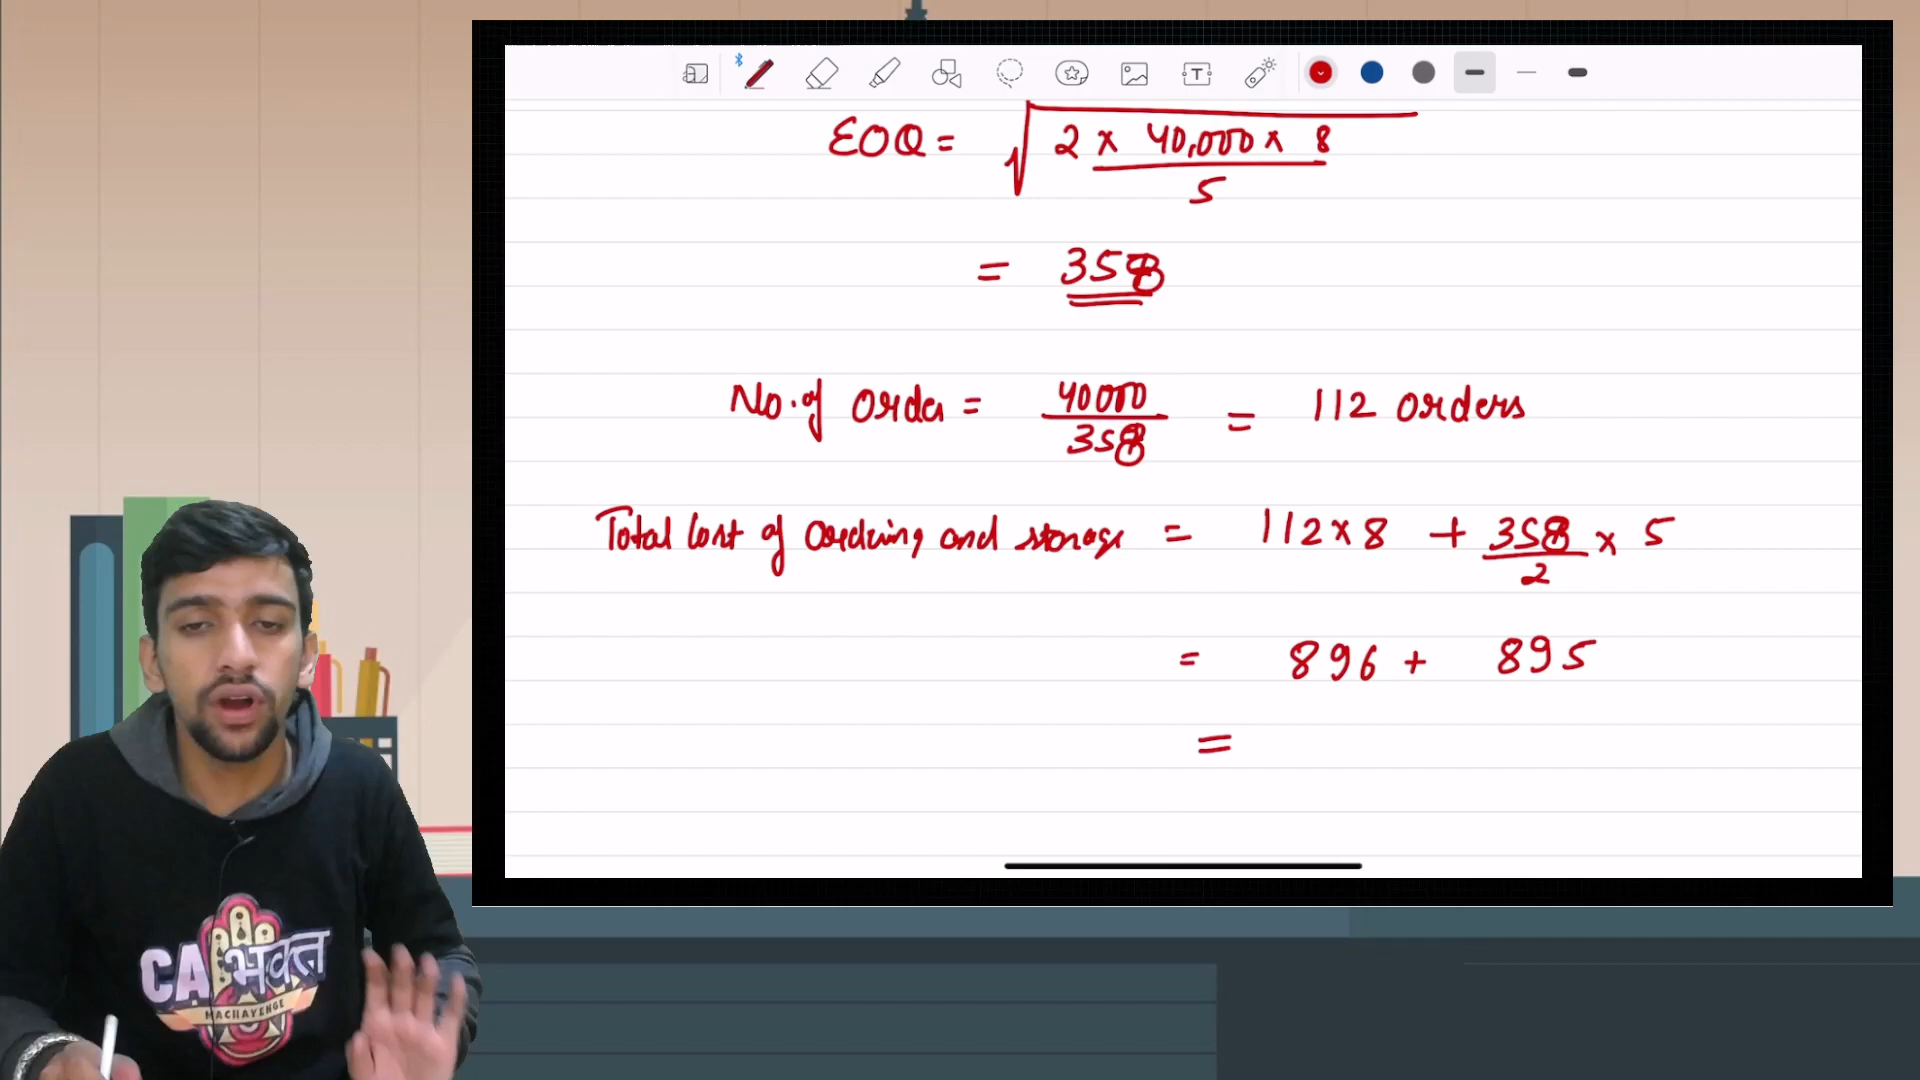 EOQ = √ 2 × 40,000 × 8 / 5
= 358
No. of order = 40000 / 358 = 112 orders
Total Cost of ordering and storage = 112 × 8 + 358 / 2 × 5
= 896 + 895
=
CA भक्त
MACHAYENGE